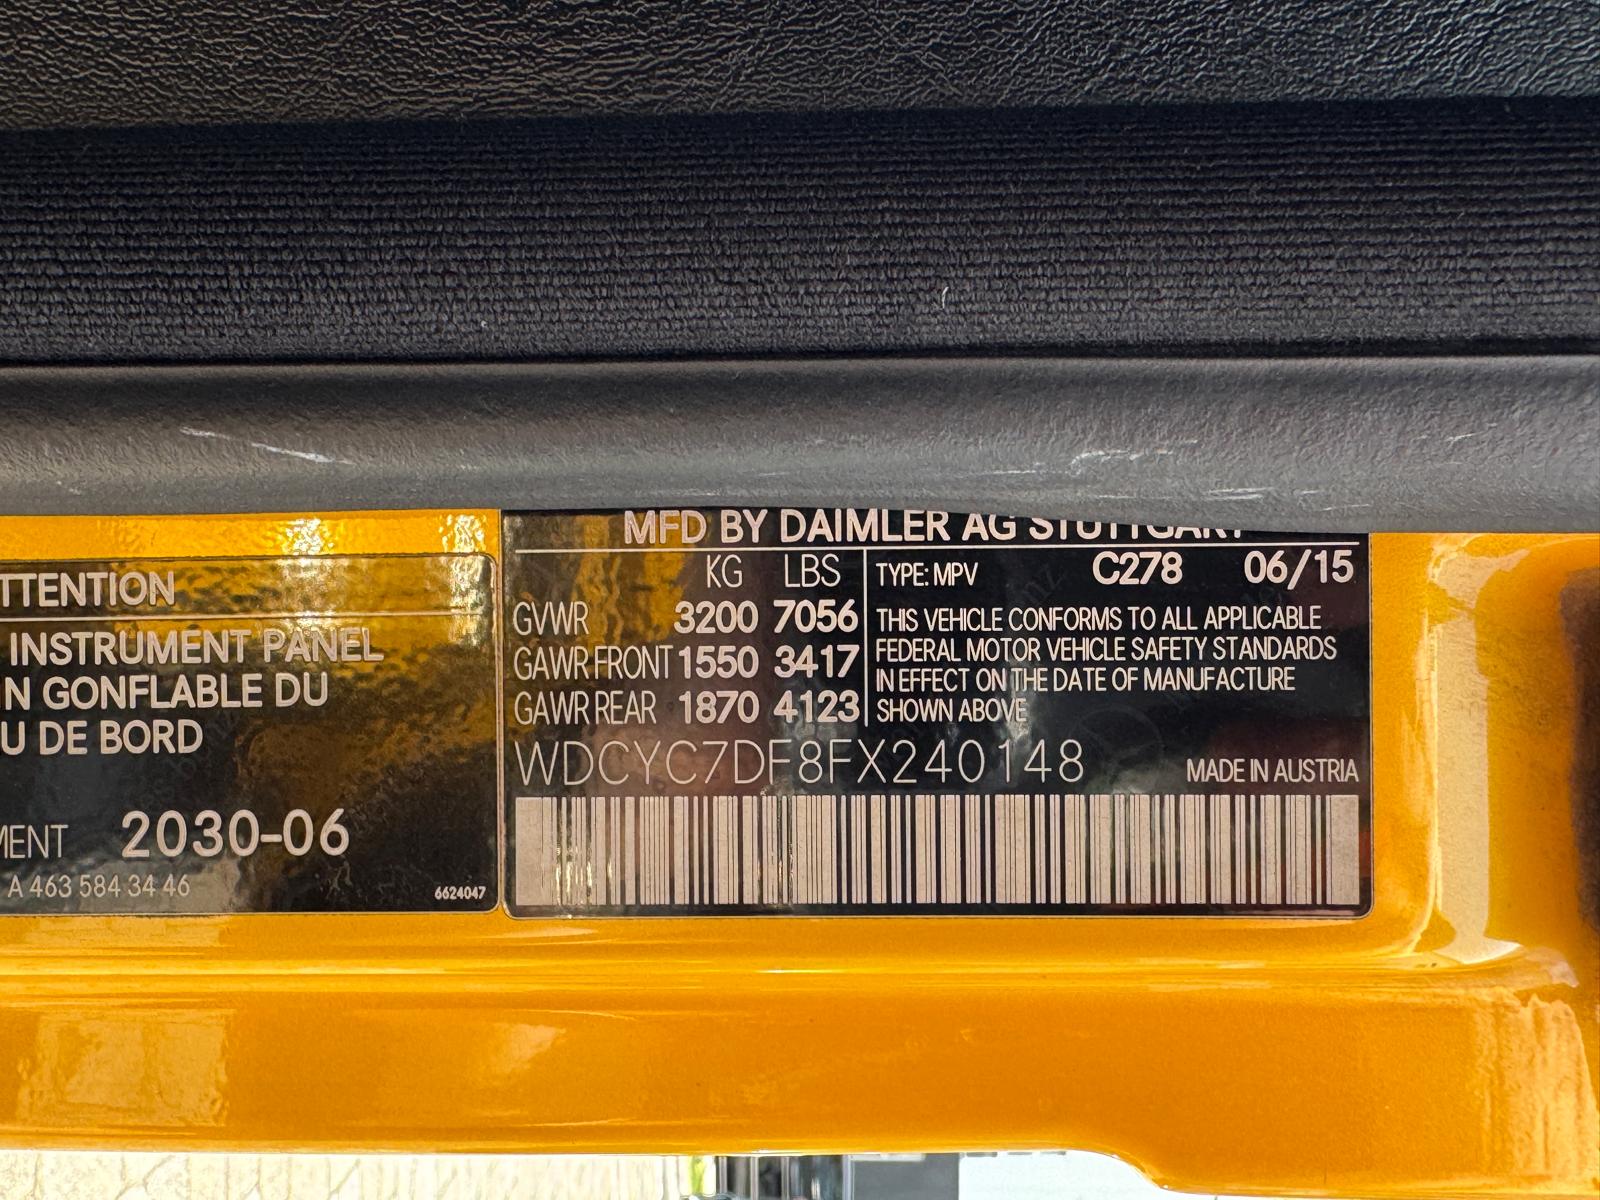 TTENTION
INSTRUMENT PANEL
IN GONFLABLE DU
U DE BORD
MENT 2030-06
A 463 584 34 46
6624047
MFD BY DAIMLER AG STUTTGART
KG LBS
GVWR 3200 7056
GAWR FRONT 1550 3417
GAWR REAR 1870 4123
TYPE: MPV C278 06/15
THIS VEHICLE CONFORMS TO ALL APPLICABLE
FEDERAL MOTOR VEHICLE SAFETY STANDARDS
IN EFFECT ON THE DATE OF MANUFACTURE
SHOWN ABOVE
WDCYC7DF8FX240148
MADE IN AUSTRIA